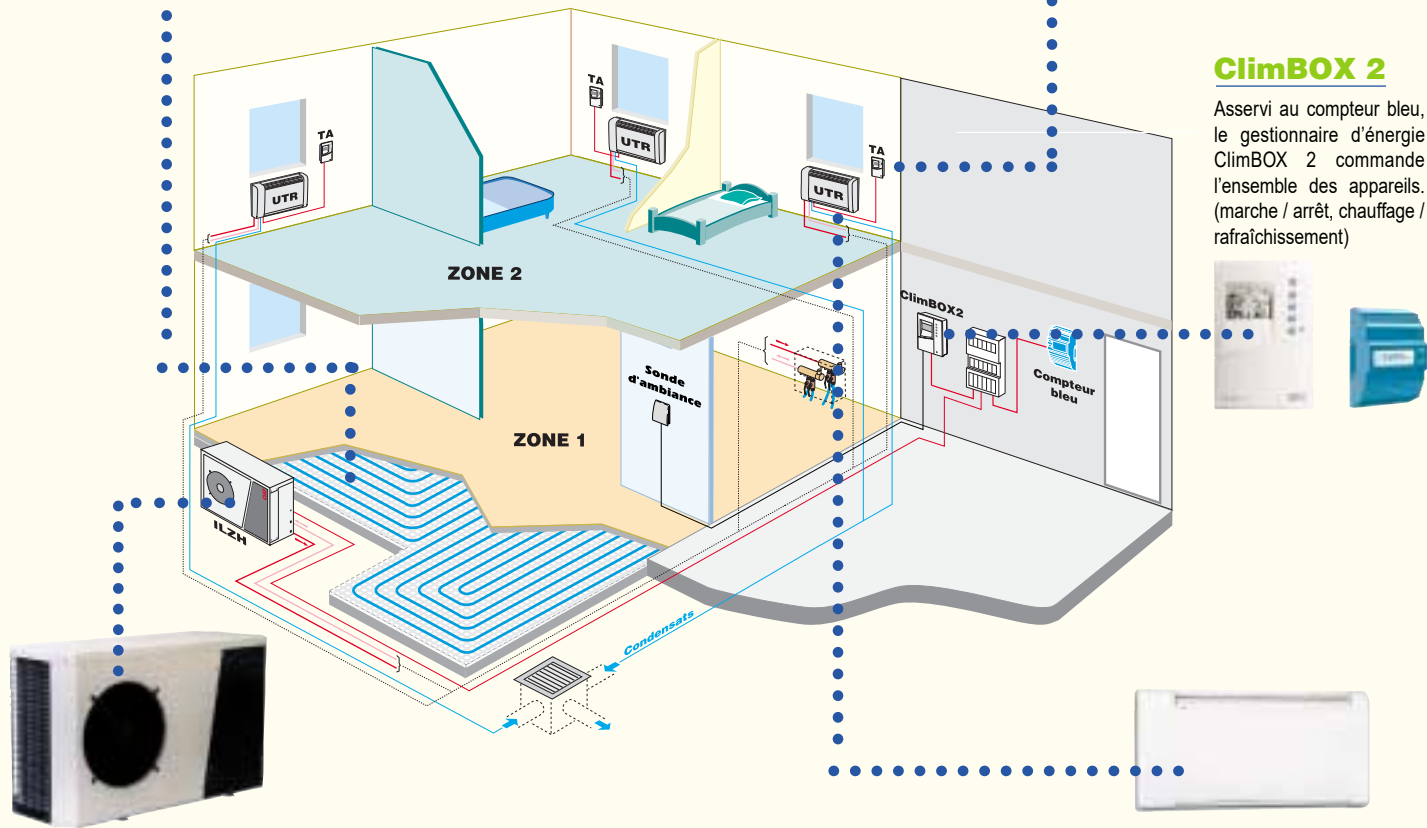 ClimBOX 2
Asservi au compteur bleu,
le gestionnaire d'énergie
ClimBOX 2 commande
l'ensemble des appareils.
(marche / arrêt, chauffage /
rafraîchissement)
TA
UTR
TA
UTR
TA
UTR
ZONE 2
ClimBOX2
Compteur
bleu
Sonde
d'ambiance
ZONE 1
ILZH
Condensats